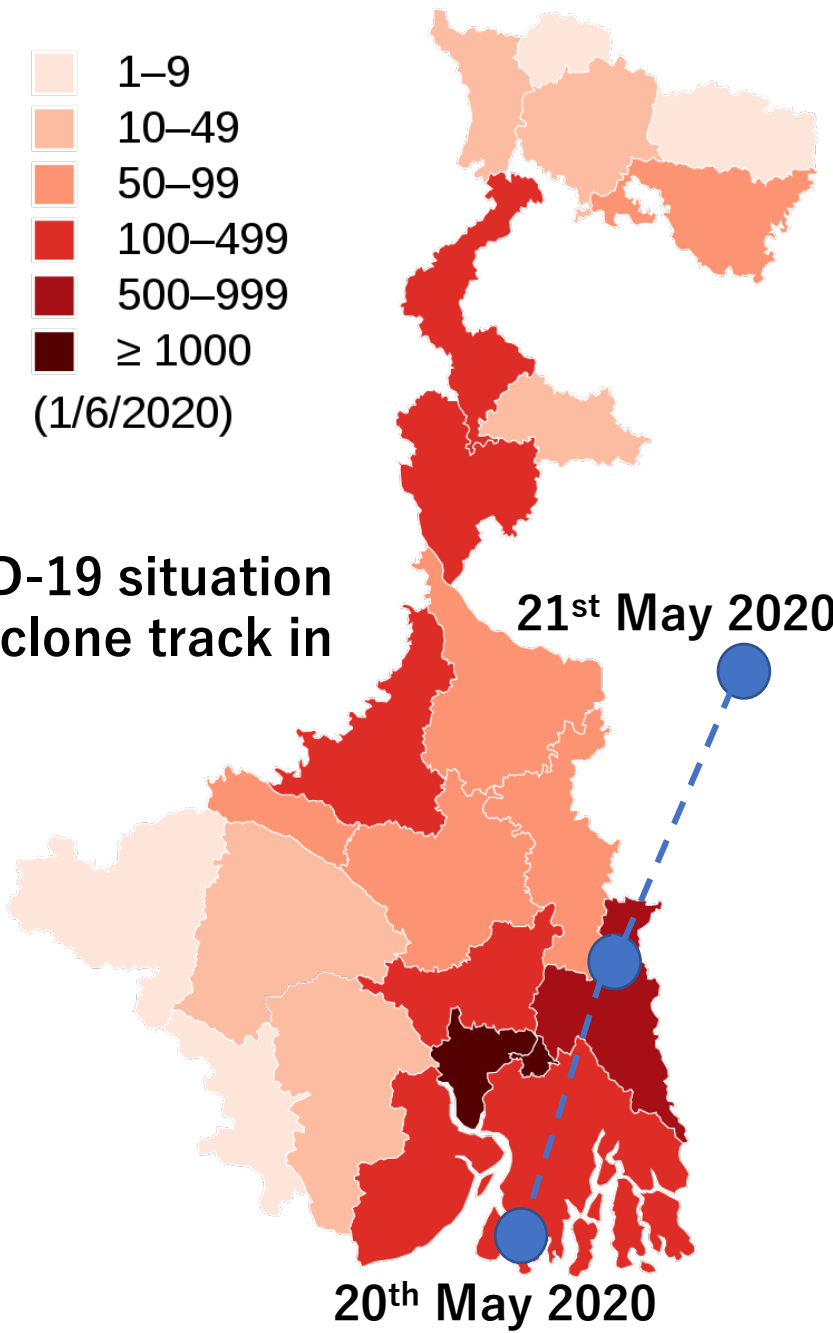 1–9
10–49
50–99
100–499
500–999
≥ 1000
(1/6/2020)
D-19 situation
clone track in
21st May 2020
20th May 2020